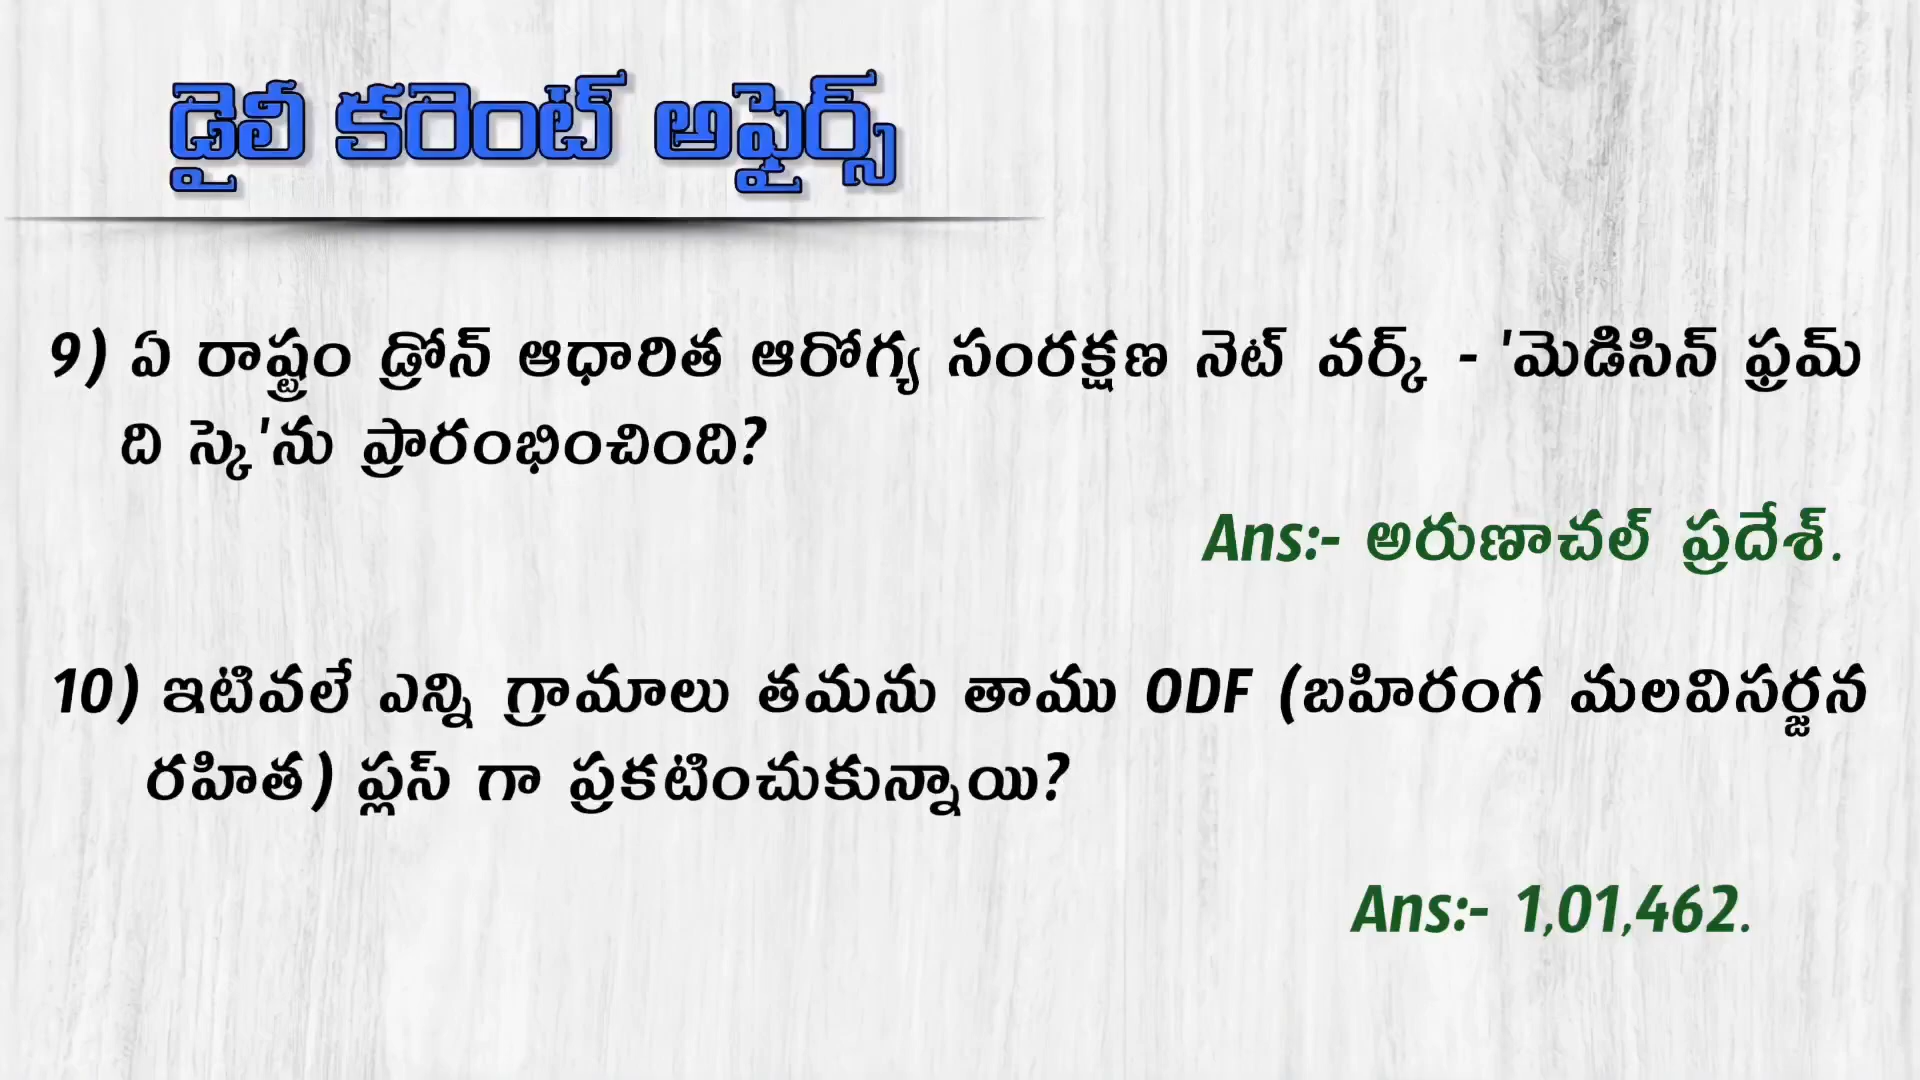 డైలీ కరెంట్ అఫైర్స్
9) ఏ రాష్ట్రం డ్రోన్ ఆధారిత ఆరోగ్య సంరక్షణ నెట్ వర్క్ - 'మెడిసిన్ ఫ్రమ్
ది స్కై'ను ప్రారంభించింది?
Ans:- అరుణాచల్ ప్రదేశ్.
10) ఇటీవలే ఎన్ని గ్రామాలు తమను తాము ODF (బహిరంగ మలవిసర్జన
రహిత) ప్లస్ గా ప్రకటించుకున్నాయి?
Ans:- 1,01,462.